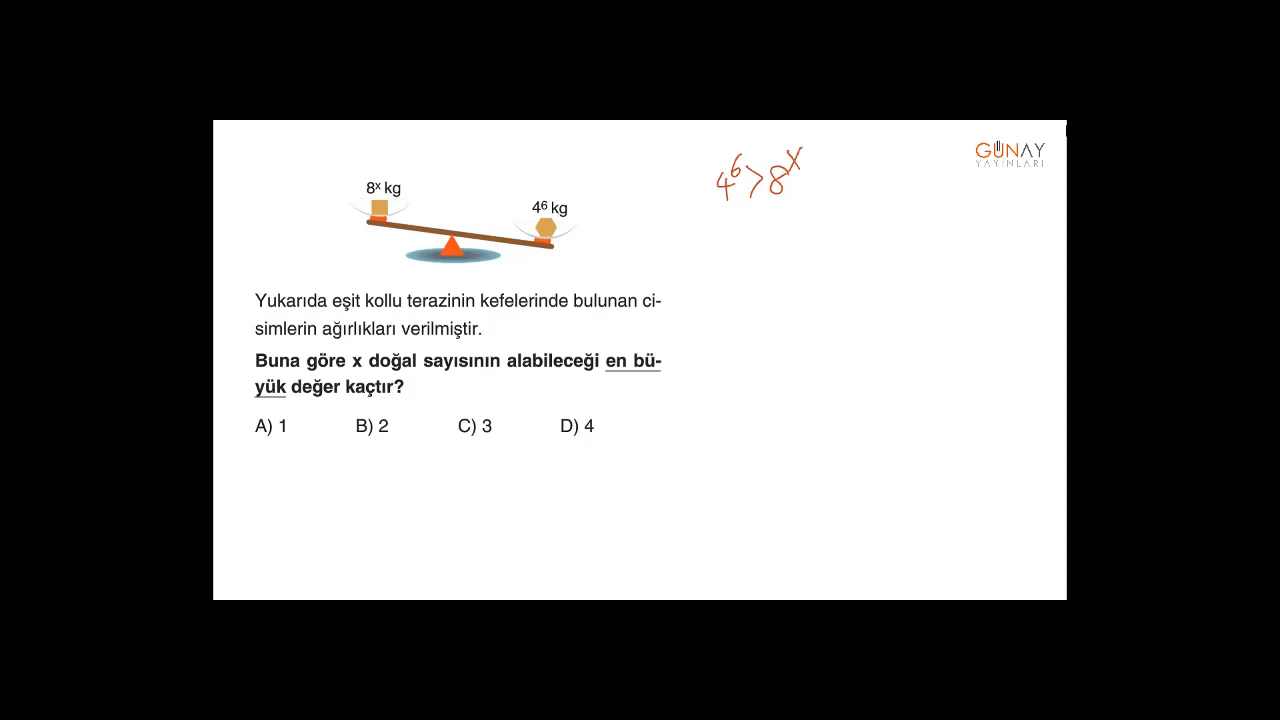 GÜNAY
YAYINLARI
4⁶ > 8ˣ
8ˣ kg
4⁶ kg
Yukarıda eşit kollu terazinin kefelerinde bulunan ci-
simlerin ağırlıkları verilmiştir.
Buna göre x doğal sayısının alabileceği en bü-
yük değer kaçtır?
A) 1 B) 2 C) 3 D) 4